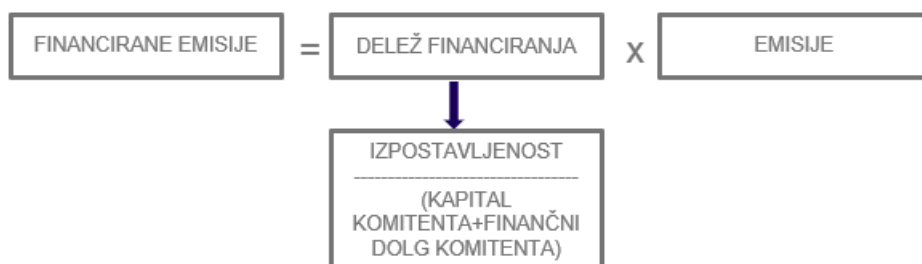 FINANCIRANE EMISIJE = DELEŽ FINANCIRANJA X EMISIJE
IZPOSTAVLJENOST
---------------------------------
(KAPITAL
KOMITENTA+FINANČNI
DOLG KOMITENTA)